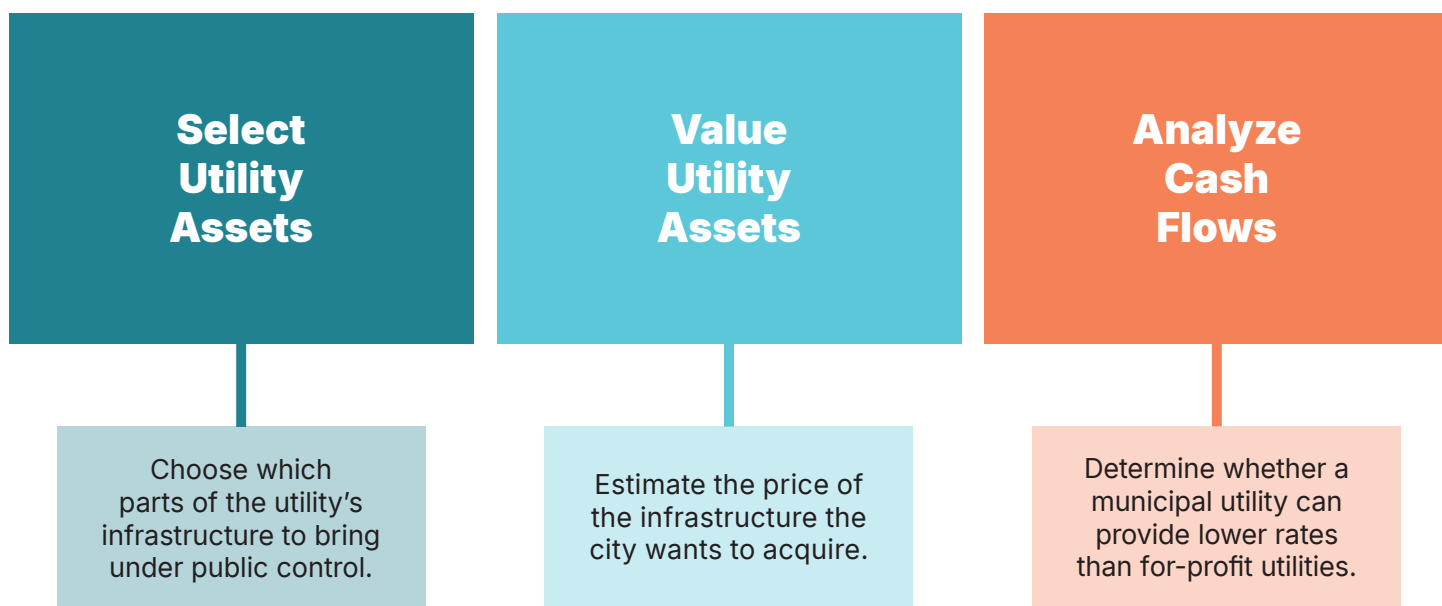 Select
Utility
Assets
Choose which
parts of the utility’s
infrastructure to bring
under public control.
Value
Utility
Assets
Estimate the price of
the infrastructure the
city wants to acquire.
Analyze
Cash
Flows
Determine whether a
municipal utility can
provide lower rates
than for-profit utilities.